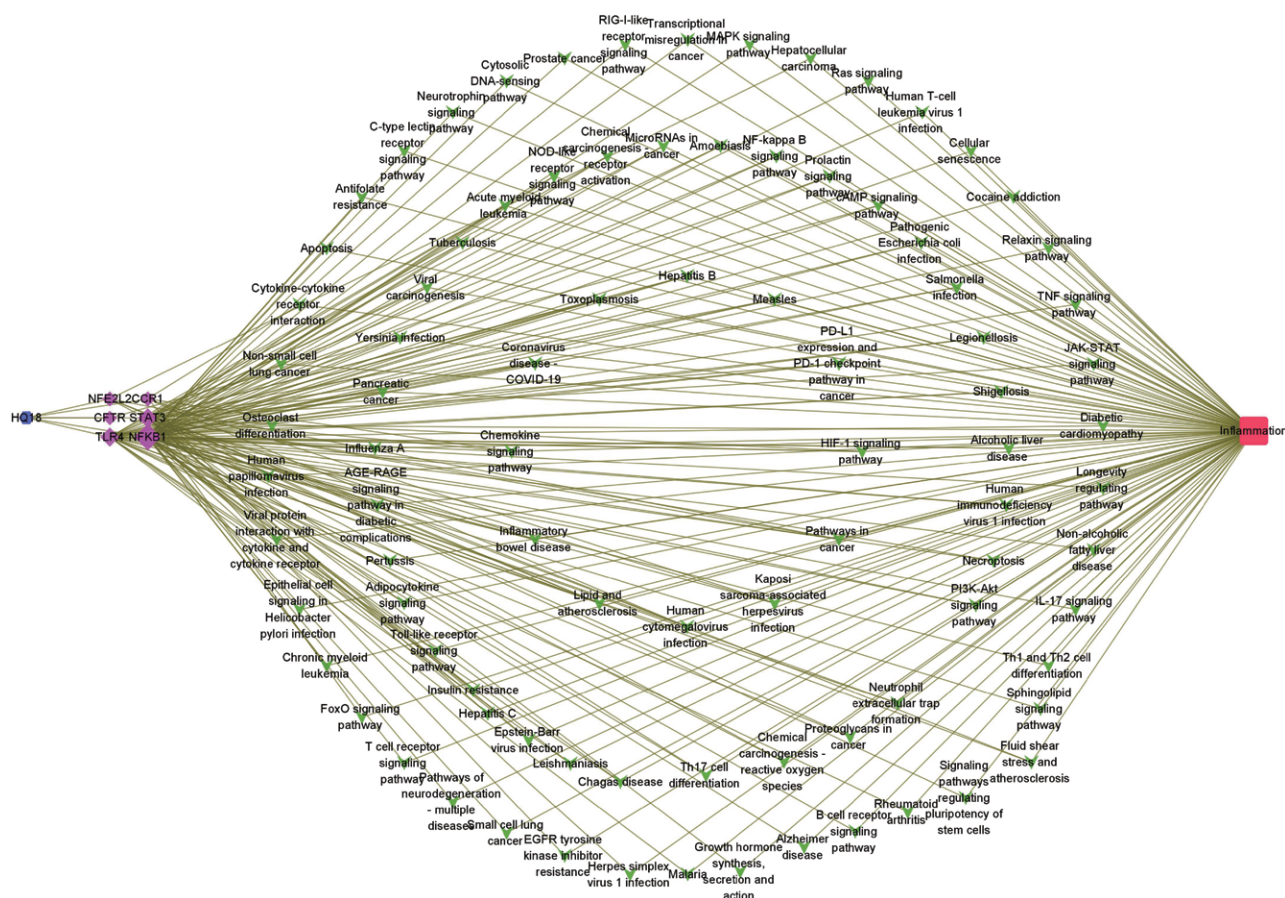 RIG-I-like
receptor
signaling
pathway
Transcriptional
misregulation in
cancer
MAPK signaling
pathway
Hepatocellular
carcinoma
Prostate cancer
Cytosolic
DNA-sensing
pathway
Ras signaling
pathway
Human T-cell
leukemia virus 1
infection
Neurotrophin
signaling
pathway
C-type lectin
receptor
signaling
pathway
NOD-like
receptor
signaling
pathway
Chemical
carcinogenesis -
receptor
activation
MicroRNAs in
cancer
Amoebiasis
NF-kappa B
signaling
pathway
Prolactin
signaling
pathway
Cellular
senescence
Antifolate
resistance
Acute myeloid
leukemia
cAMP signaling
pathway
Cocaine addiction
Apoptosis
Tuberculosis
Pathogenic
Escherichia coli
infection
Relaxin signaling
pathway
Cytokine-cytokine
receptor
interaction
Viral
carcinogenesis
Hepatitis B
Toxoplasmosis
Measles
Salmonella
infection
TNF signaling
pathway
Yersinia infection
Non-small cell
lung cancer
Coronavirus
disease -
COVID-19
PD-L1
expression and
PD-1 checkpoint
pathway in
cancer
Legionellosis
JAK-STAT
signaling
pathway
Pancreatic
cancer
Shigellosis
NFE2L2
CCR1
HQ18
CFTR
STAT3
TLR4
NFKB1
Osteoclast
differentiation
Diabetic
cardiomyopathy
Inflammation
Influenza A
Chemokine
signaling
pathway
HIF-1 signaling
pathway
Alcoholic liver
disease
Human
papillomavirus
infection
AGE-RAGE
signaling
pathway in
diabetic
complications
Human
immunodeficiency
virus 1 infection
Longevity
regulating
pathway
Viral protein
interaction with
cytokine and
cytokine receptor
Inflammatory
bowel disease
Pathways in
cancer
Non-alcoholic
fatty liver
disease
Pertussis
Necroptosis
Epithelial cell
signaling in
Helicobacter
pylori infection
Adipocytokine
signaling
pathway
Lipid and
atherosclerosis
Kaposi
sarcoma-associated
herpesvirus
infection
PI3K-Akt
signaling
pathway
IL-17 signaling
pathway
Human
cytomegalovirus
infection
Toll-like receptor
signaling
pathway
Chronic myeloid
leukemia
Th1 and Th2 cell
differentiation
Insulin resistance
Neutrophil
extracellular trap
formation
Sphingolipid
signaling
pathway
FoxO signaling
pathway
Hepatitis C
Epstein-Barr
virus infection
Proteoglycans in
cancer
T cell receptor
signaling
pathway
Leishmaniasis
Chagas disease
Th17 cell
differentiation
Chemical
carcinogenesis -
reactive oxygen
species
Fluid shear
stress and
atherosclerosis
Pathways of
neurodegeneration
- multiple
diseases
Signaling
pathways
regulating
pluripotency of
stem cells
Rheumatoid
arthritis
Small cell lung
cancer
B cell receptor
signaling
pathway
EGFR tyrosine
kinase inhibitor
resistance
Alzheimer
disease
Herpes simplex
virus 1 infection
Malaria
Growth hormone
synthesis,
secretion and
action